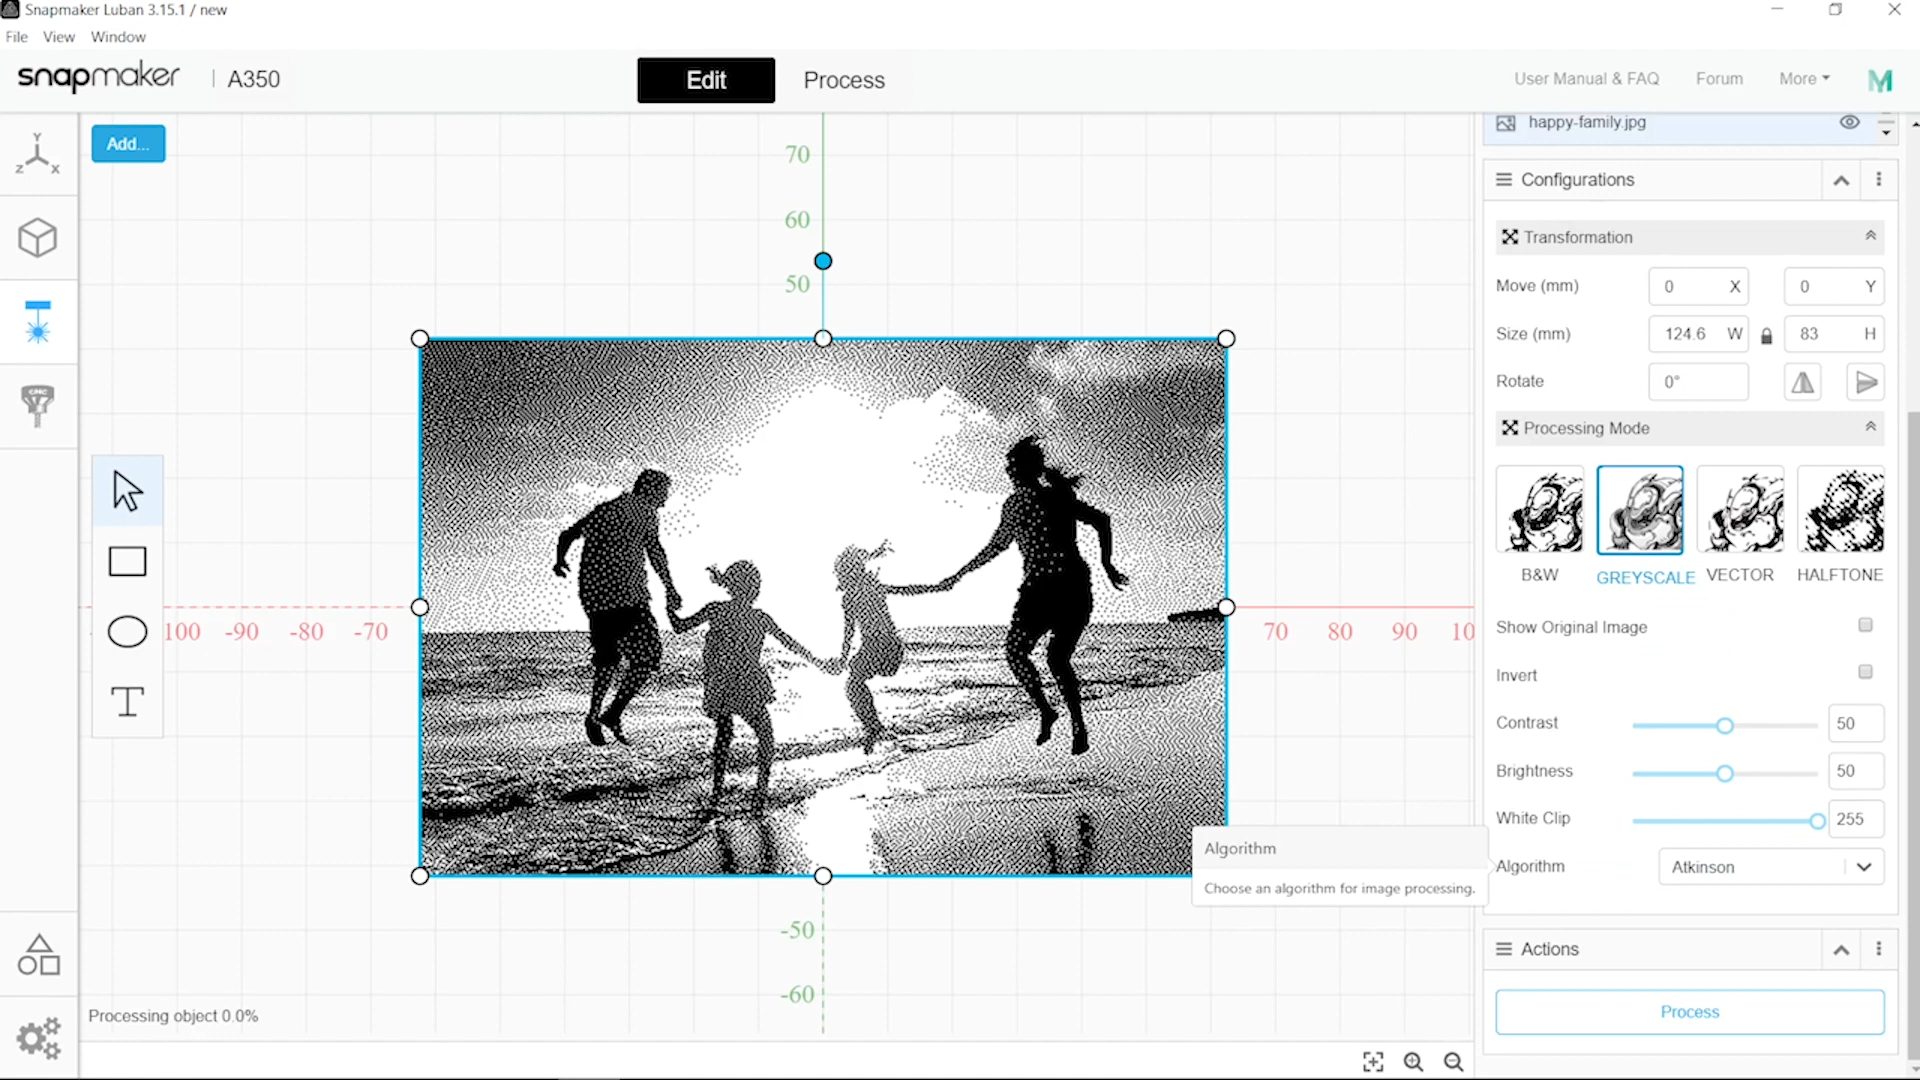 Snapmaker Luban 3.15.1 / new
File View Window
snapmaker | A350
Edit
Process
User Manual & FAQ
Forum
More
Add...
happy-family.jpg
Configurations
Transformation
Move (mm) 0 X 0 Y
Size (mm) 124.6 W 83 H
Rotate 0°
Processing Mode
B&W GREYSCALE VECTOR HALFTONE
Show Original Image
Invert
Contrast 50
Brightness 50
White Clip 255
Algorithm Atkinson
Algorithm
Choose an algorithm for image processing.
Actions
Process
70
60
50
100 -90 -80 -70
70 80 90 10
-50
-60
CNC
T
Y
Z X
Processing object 0.0%